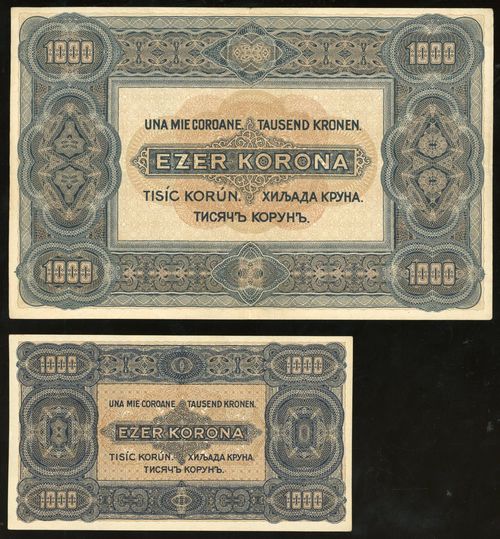 1000 1000
UNA MIE COROANE. TAUSEND KRONEN.
EZER KORONA
TISÍC KORÚN. ХИЉАДА КРУНА.
ТИСЯЧЪ КОРУНЪ.
1000 1000
1000 1000
UNA MIE COROANE. TAUSEND KRONEN.
EZER KORONA
TISÍC KORÚN. ХИЉАДА КРУНА.
ТИСЯЧЪ КОРУНЪ.
1000 1000